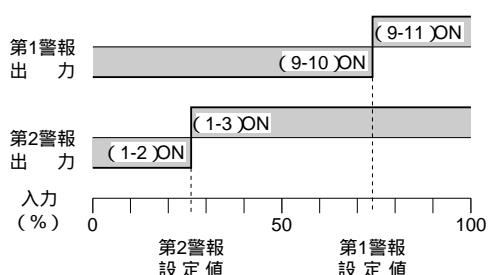 第1警報
出 力
(9-10)ON
(9-11)ON
第2警報
出 力
(1-2)ON
(1-3)ON
入力
(%)
0
50
100
第2警報
設定値
第1警報
設定値